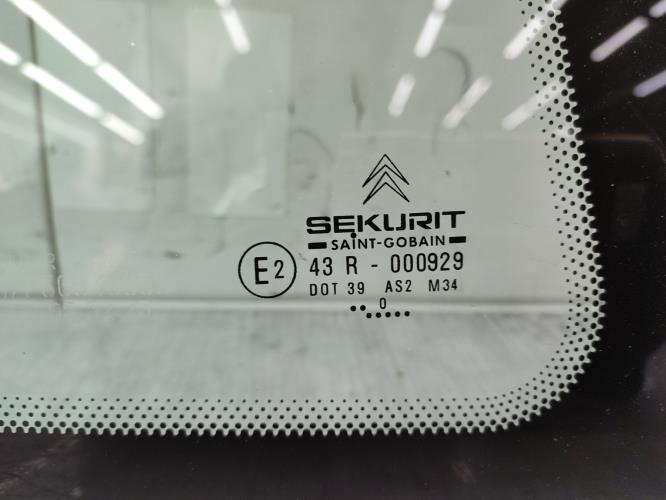 SEKURIT
SAINT-GOBAIN
E2 43 R - 000929
DOT 39 AS2 M34
0